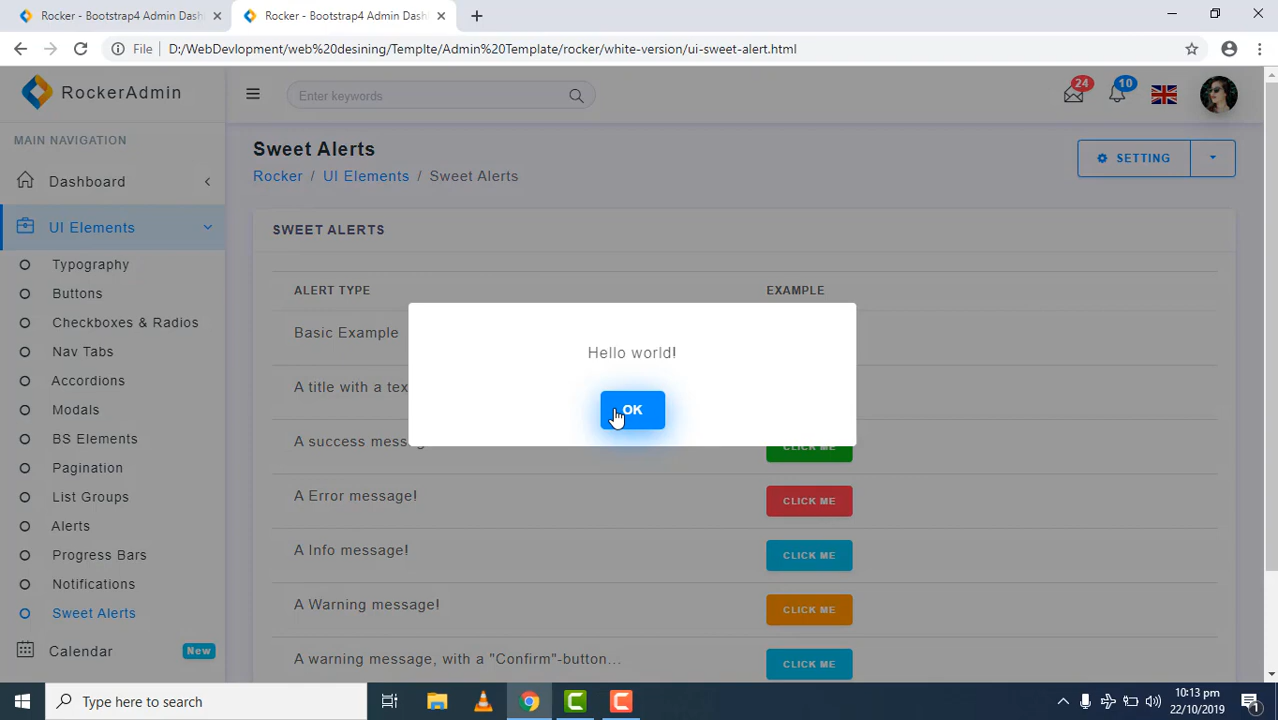 Rocker - Bootstrap4 Admin Dash
Rocker - Bootstrap4 Admin Dash
File
D:/WebDevlopment/web%20desining/Templte/Admin%20Template/rocker/white-version/ui-sweet-alert.html
RockerAdmin
Enter keywords
24
10
MAIN NAVIGATION
Dashboard
UI Elements
Typography
Buttons
Checkboxes & Radios
Nav Tabs
Accordions
Modals
BS Elements
Pagination
List Groups
Alerts
Progress Bars
Notifications
Sweet Alerts
Calendar
New
Sweet Alerts
Rocker / UI Elements / Sweet Alerts
SETTING
SWEET ALERTS
ALERT TYPE
EXAMPLE
Basic Example
A title with a tex
A success messag
CLICK ME
A Error message!
CLICK ME
A Info message!
CLICK ME
A Warning message!
CLICK ME
A warning message, with a "Confirm"-button...
CLICK ME
Hello world!
OK
Type here to search
10:13 pm
22/10/2019
1